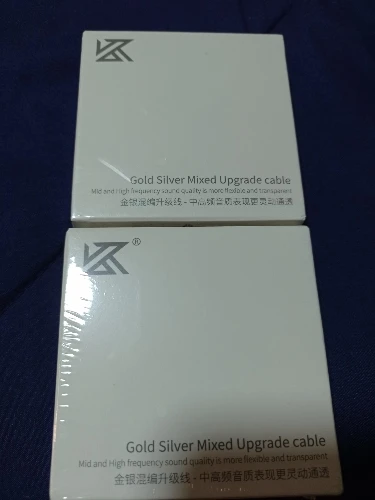 KZ
Gold Silver Mixed Upgrade cable
Mid and High frequency sound quality is more flexible and transparent
金银混编升级线 - 中高频音质表现更灵动通透
KZ®
Gold Silver Mixed Upgrade cable
Mid and High frequency sound quality is more flexible and transparent
金银混编升级线 - 中高频音质表现更灵动通透